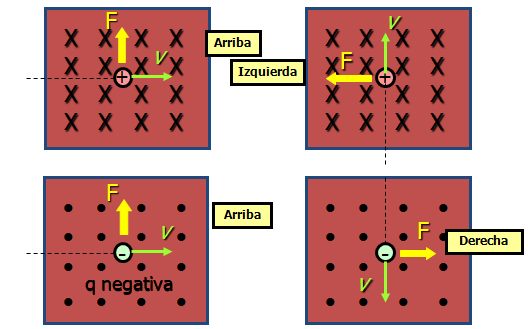 F
v
X X X X
X X X X
X X X X
X X X X
+
Arriba
v
X X X X
X X X X
X X X X
X X X X
F
+
Izquierda
F
v
-
q negativa
Arriba
F
v
-
Derecha